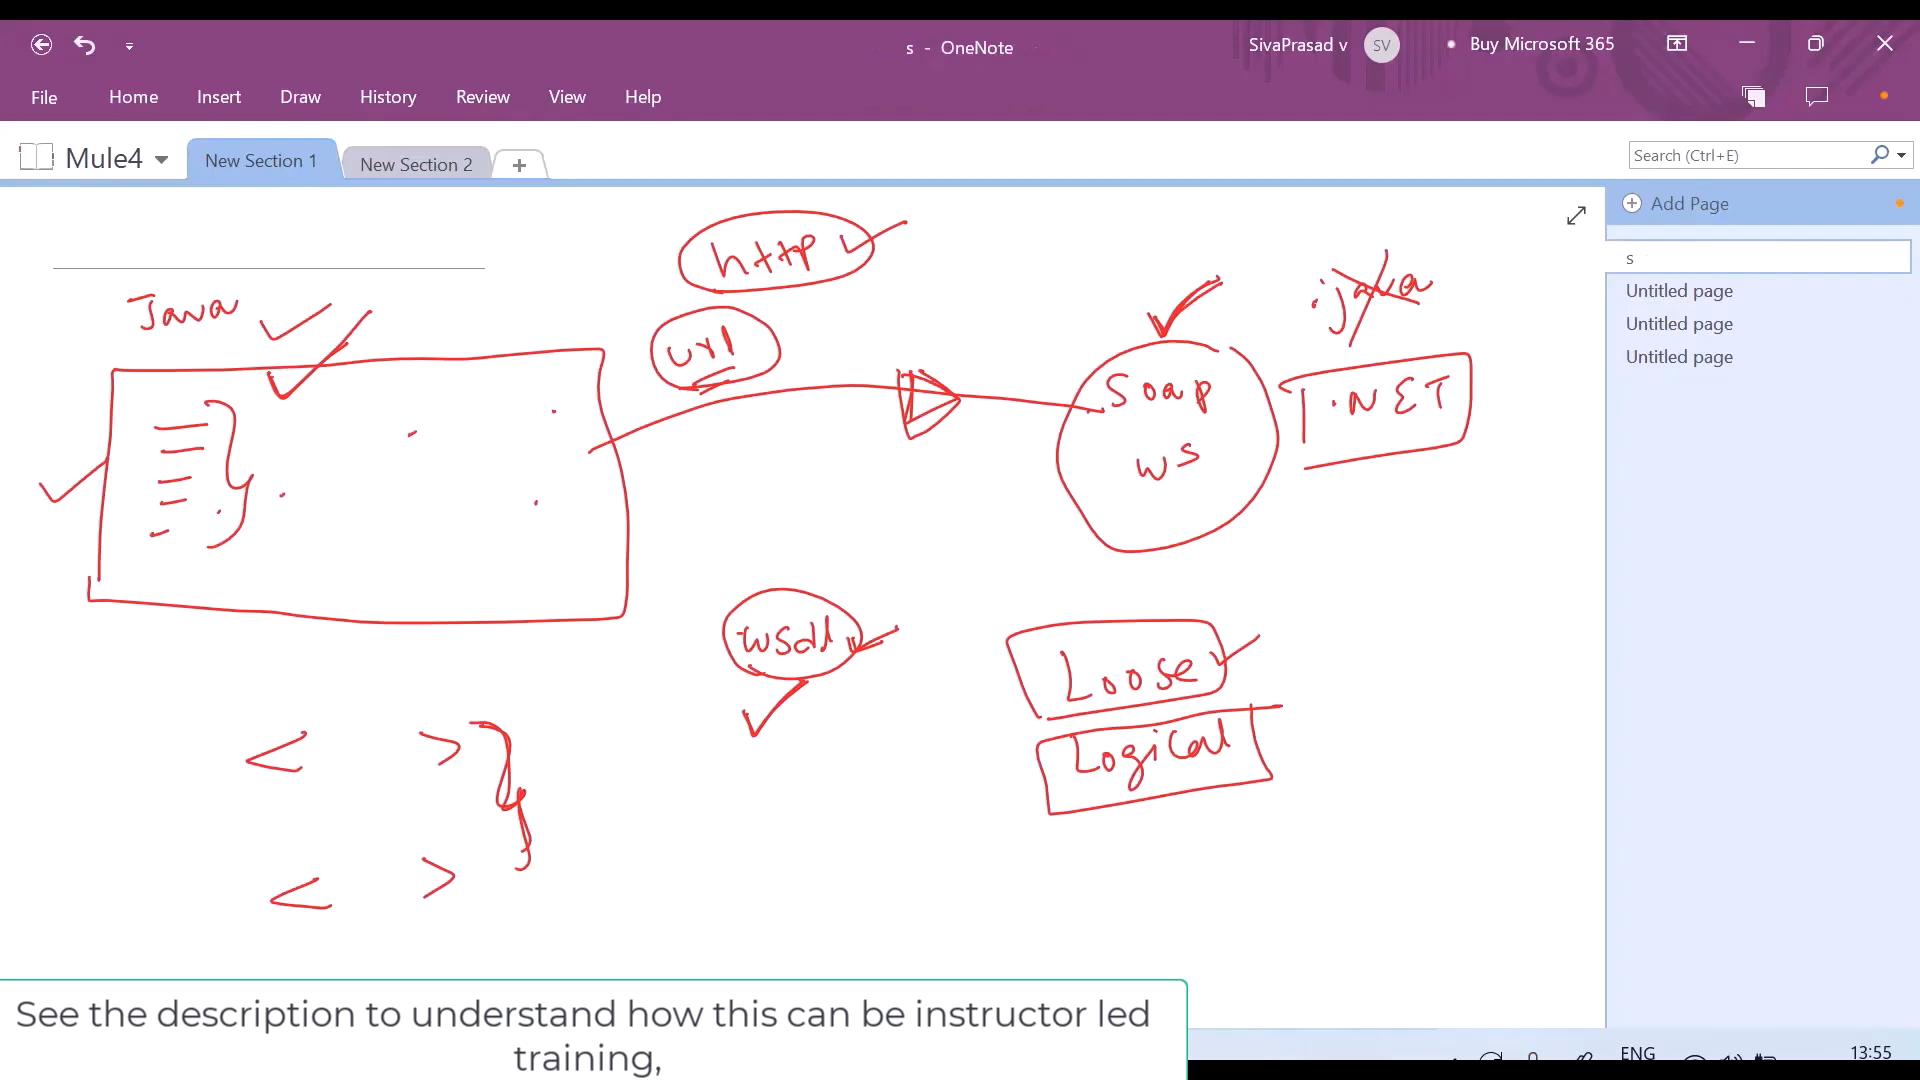 s - OneNote
SivaPrasad v
SV
Buy Microsoft 365
File
Home
Insert
Draw
History
Review
View
Help
Mule4
New Section 1
New Section 2
Search (Ctrl+E)
Add Page
s
Untitled page
Untitled page
Untitled page
http
Java
url
java
Soap
WS
.NET
wsdl
Loose
Logical
< >
< >
See the description to understand how this can be instructor led
training,
ENG
13:55